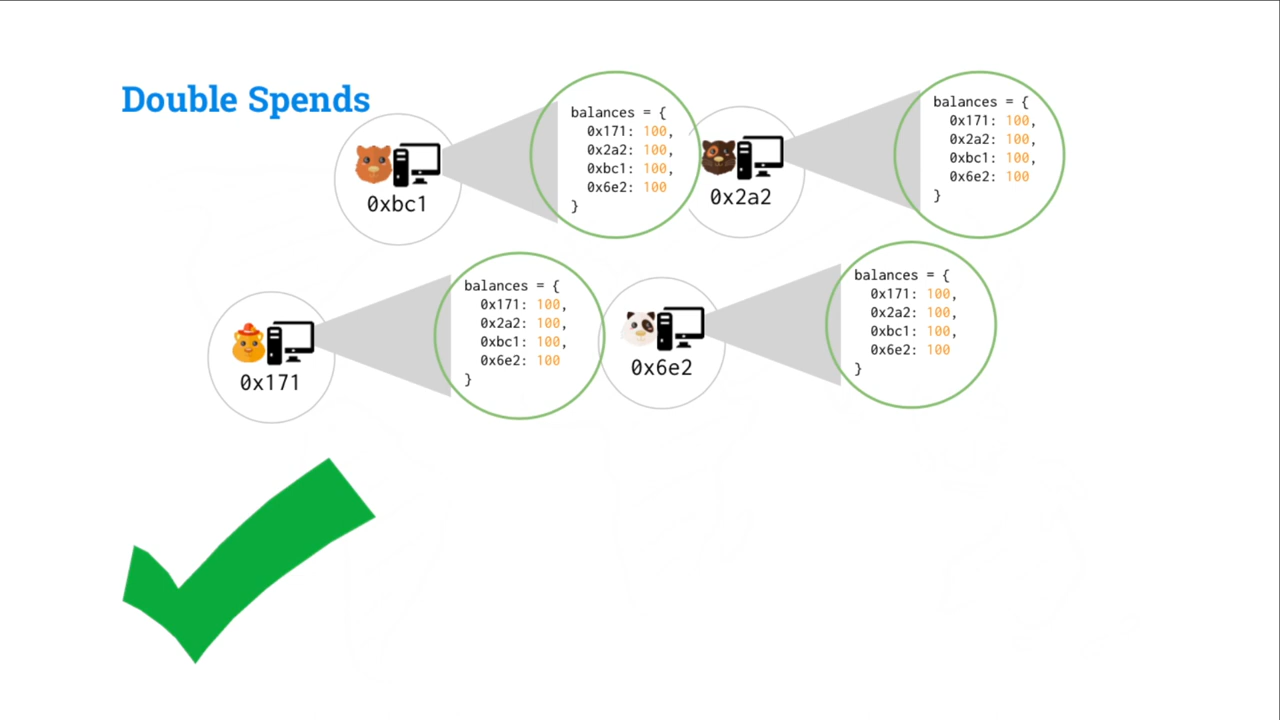 Double Spends
balances = {
0x171: 100,
0x2a2: 100,
0xbc1: 100,
0x6e2: 100
}
0xbc1
balances = {
0x171: 100,
0x2a2: 100,
0xbc1: 100,
0x6e2: 100
}
0x2a2
balances = {
0x171: 100,
0x2a2: 100,
0xbc1: 100,
0x6e2: 100
}
0x171
balances = {
0x171: 100,
0x2a2: 100,
0xbc1: 100,
0x6e2: 100
}
0x6e2